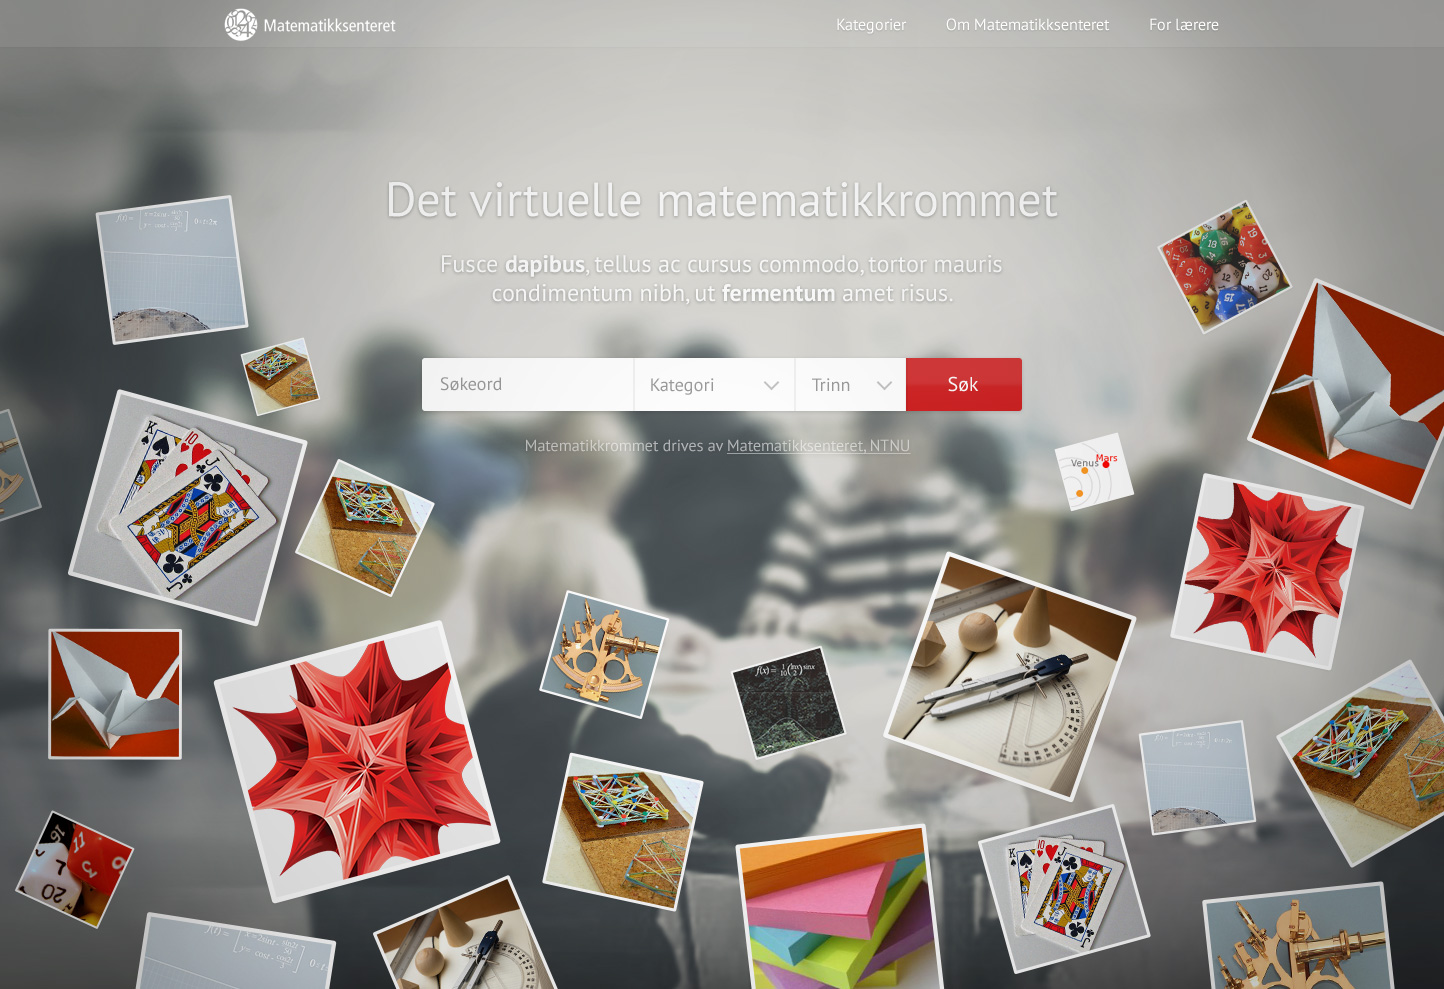 Matematikksenteret
Kategorier
Om Matematikksenteret
For lærere
Det virtuelle matematikkrommet
Fusce dapibus, tellus ac cursus commodo, tortor mauris
condimentum nibh, ut fermentum amet risus.
Søkeord
Kategori
Trinn
Søk
Matematikkrommet drives av Matematikksenteret, NTNU
Mars
Venus